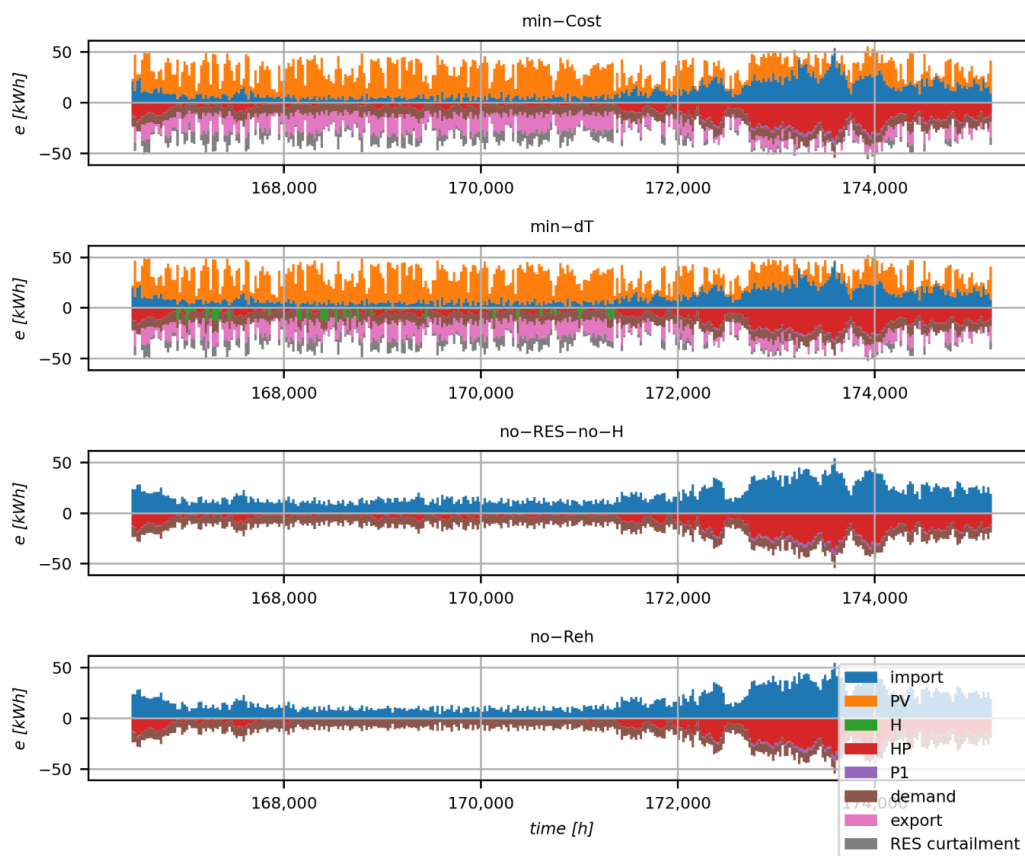 min−Cost
50
0
−50
e [kWh]
168,000 170,000 172,000 174,000
min−dT
50
0
−50
e [kWh]
168,000 170,000 172,000 174,000
no−RES−no−H
50
0
−50
e [kWh]
168,000 170,000 172,000 174,000
no−Reh
50
0
−50
e [kWh]
168,000 170,000 172,000 174,000
time [h]
import
PV
H
HP
P1
demand
export
RES curtailment